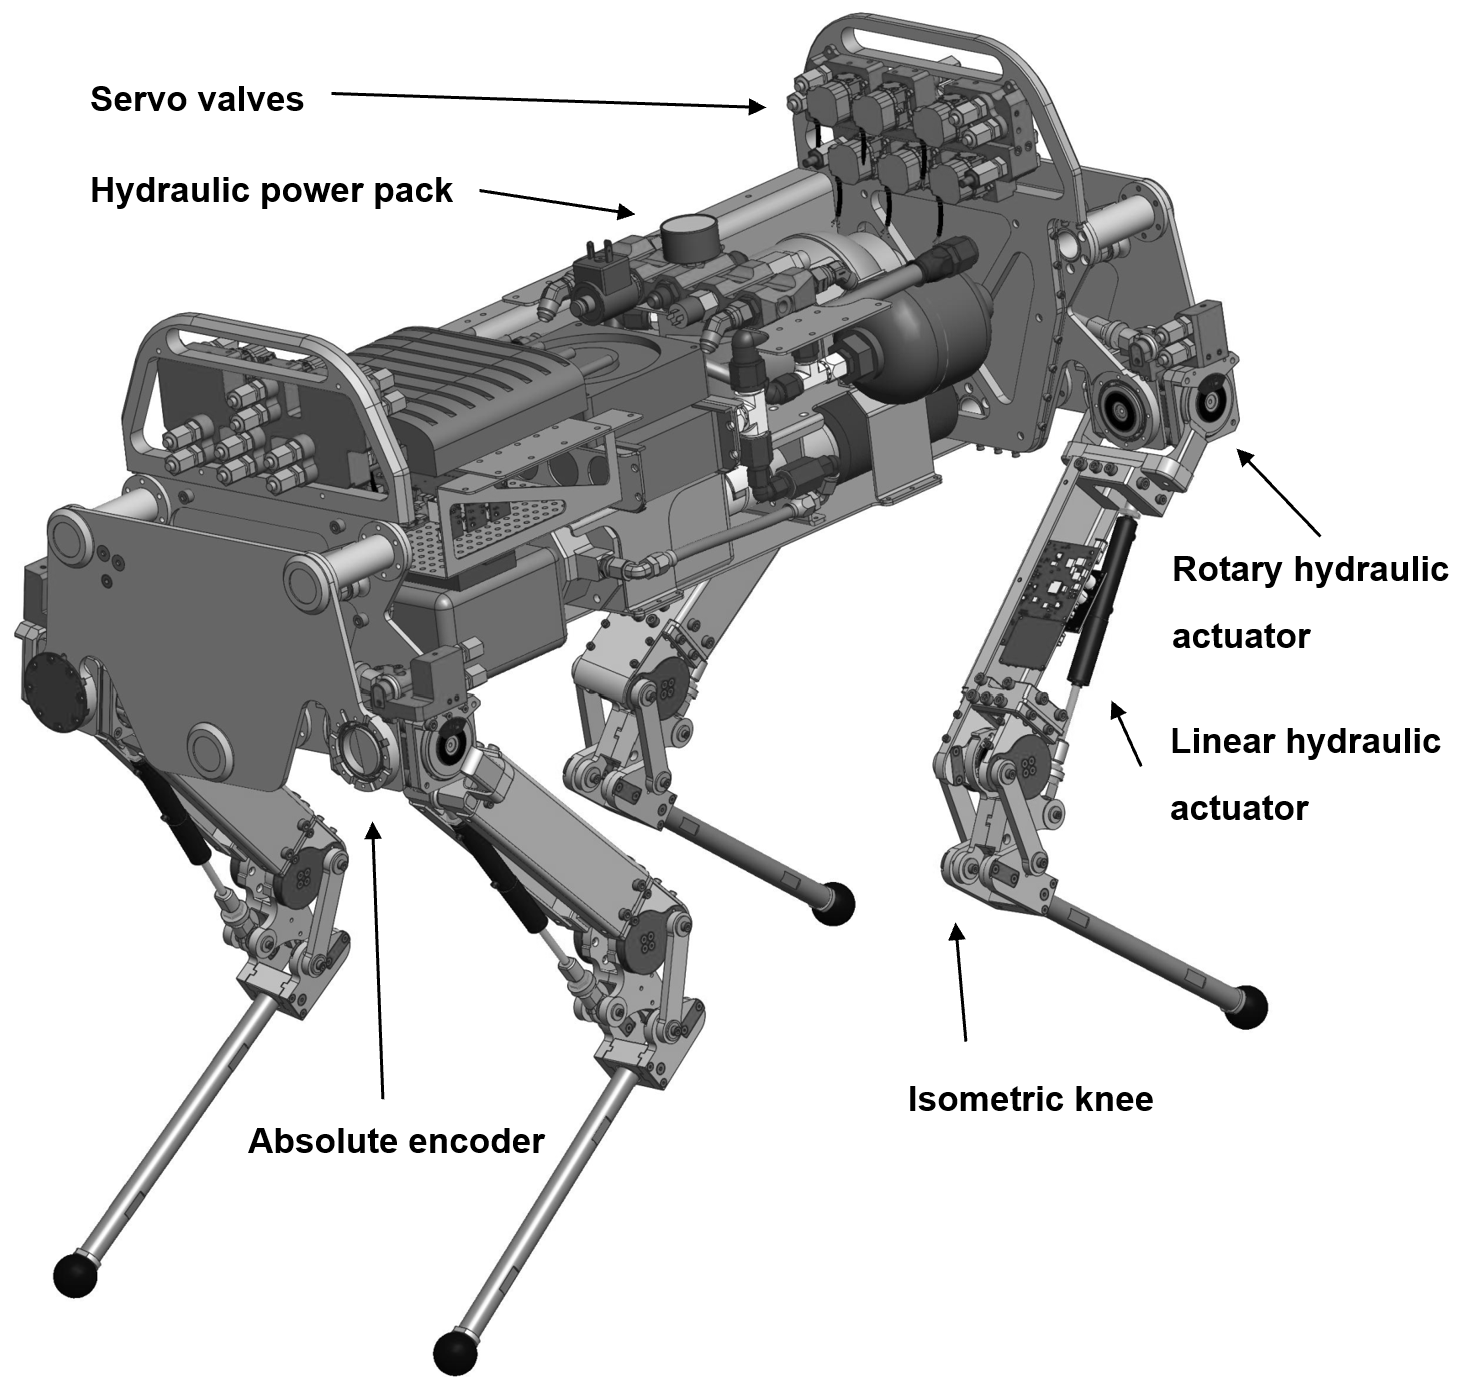 Servo valves
Hydraulic power pack
Rotary hydraulic
actuator
Linear hydraulic
actuator
Isometric knee
Absolute encoder